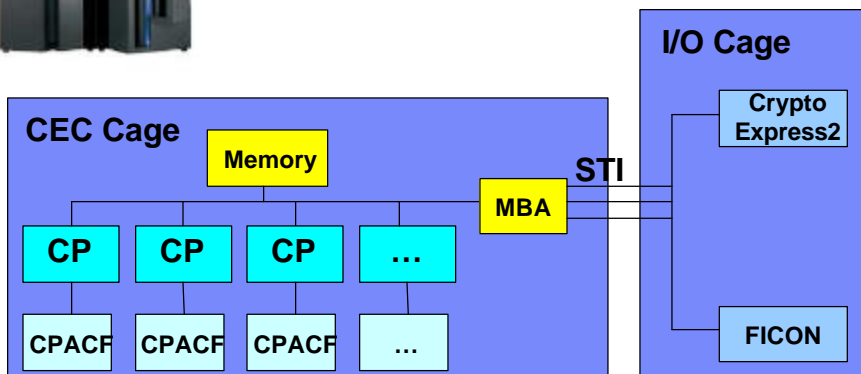 I/O Cage
Crypto
Express2
CEC Cage
Memory
STI
MBA
CP CP CP ...
CPACF CPACF CPACF ...
FICON